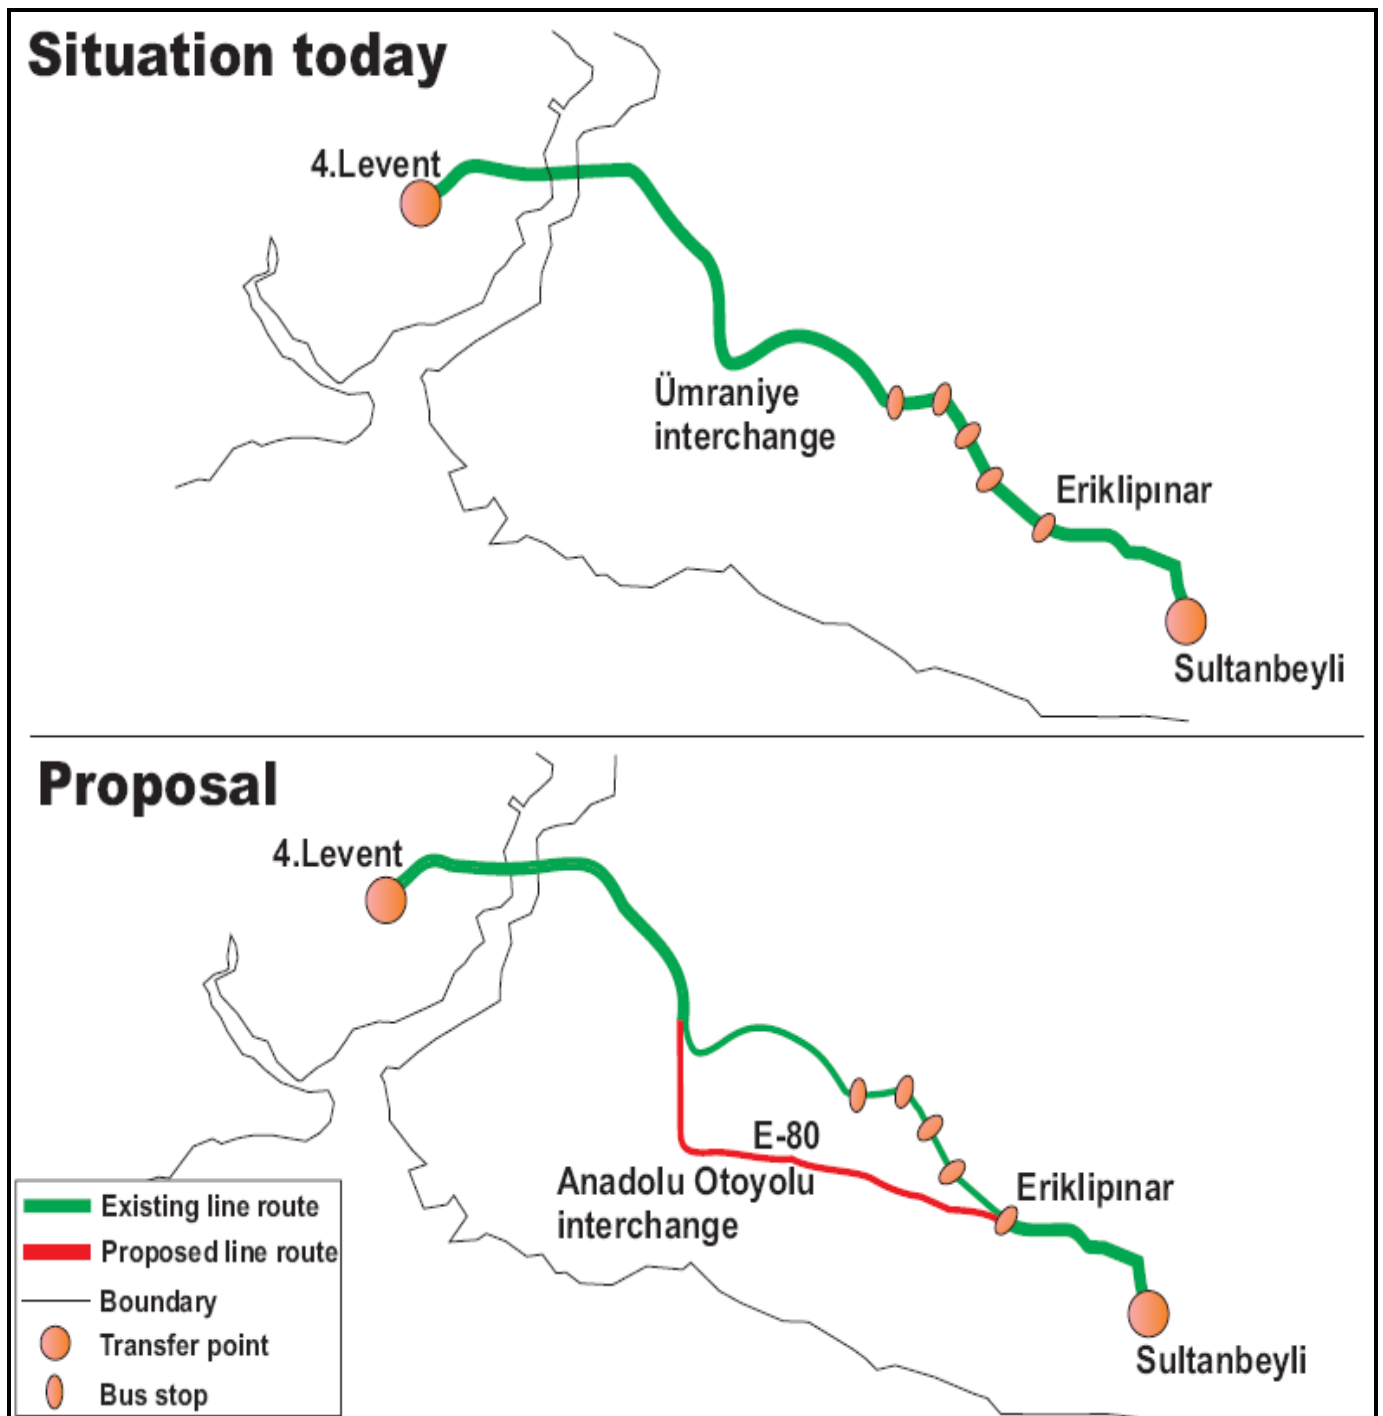 Situation today
4.Levent
Ümraniye
interchange
Eriklipınar
Sultanbeyli
Proposal
4.Levent
E-80
Anadolu Otoyolu
interchange
Eriklipınar
Sultanbeyli
Existing line route
Proposed line route
Boundary
Transfer point
Bus stop